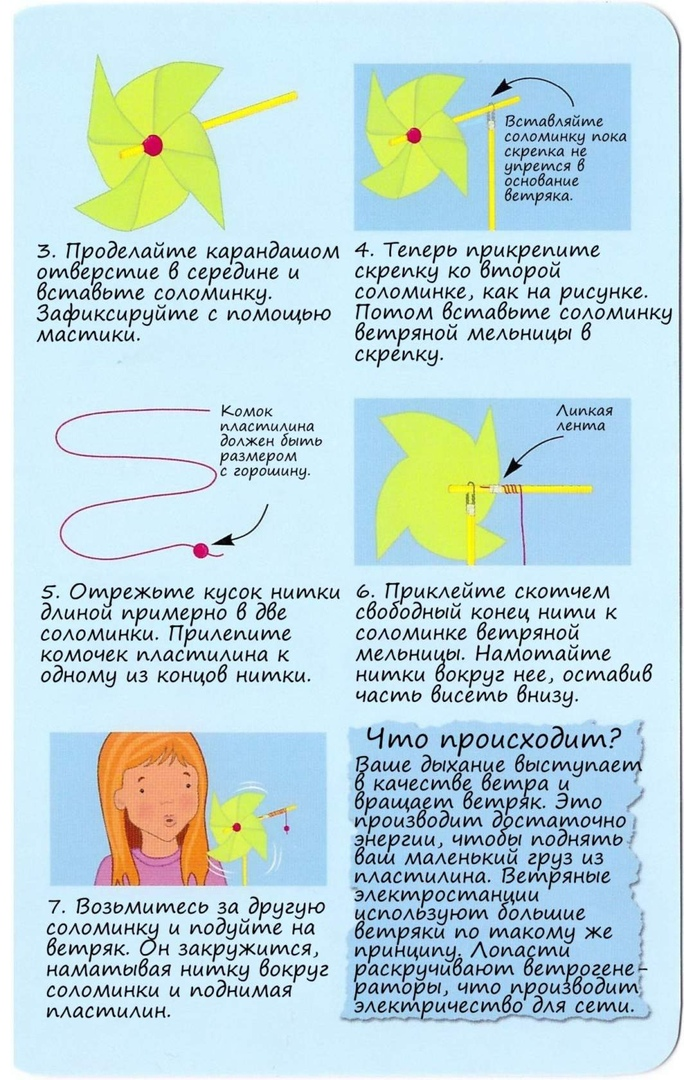 Вставляйте
соломинку пока
скрепка не
упрется в
основание
ветряка.
3. Проделайте карандашом
отверстие в середине и
вставьте соломинку.
Зафиксируйте с помощью
мастики.
4. Теперь прикрепите
скрепку ко второй
соломинке, как на рисунке.
Потом вставьте соломинку
ветряной мельницы в
скрепку.
Комок
пластилина
должен быть
размером
с горошину.
Липкая
лента
5. Отрежьте кусок нитки
длиной примерно в две
соломинки. Прилепите
комочек пластилина к
одному из концов нитки.
6. Приклейте скотчем
свободный конец нити к
соломинке ветряной
мельницы. Намотайте
нитки вокруг нее, оставив
часть висеть внизу.
7. Возьмитесь за другую
соломинку и подуйте на
ветряк. Он закружится,
наматывая нитку вокруг
соломинки и поднимая
пластилин.
Что происходит?
Ваше дыхание выступает
в качестве ветра и
вращает ветряк. Это
производит достаточно
энергии, чтобы поднять
ваш маленький груз из
пластилина. Ветряные
электростанции
используют большие
ветряки по такому же
принципу. Лопасти
раскручивают ветрогене-
раторы, что производит
электричество для сети.